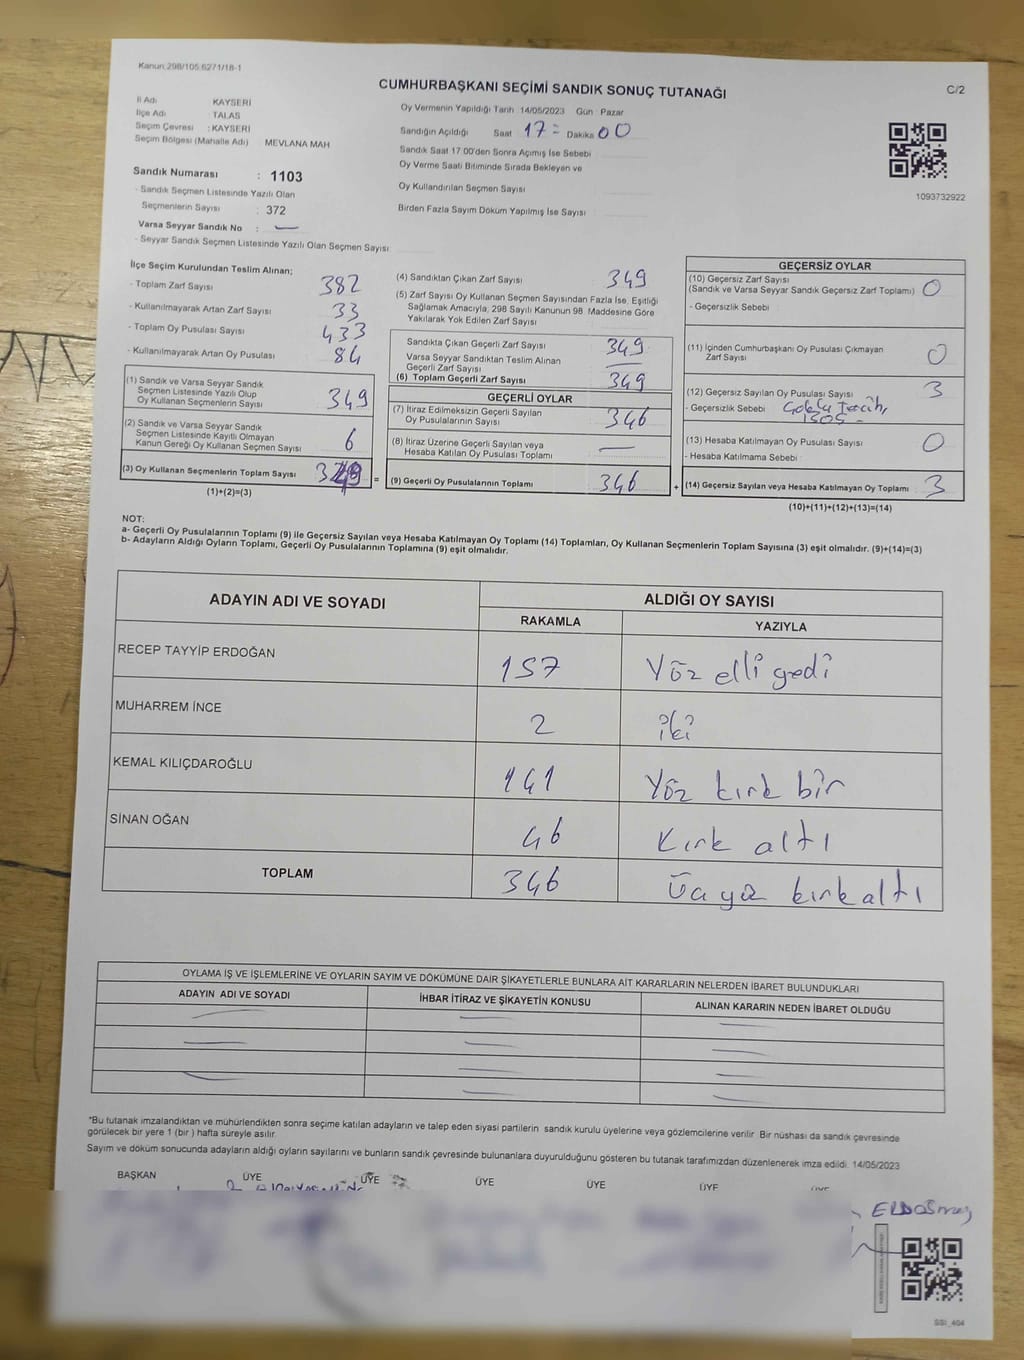 Kanun:298/105,6271/18-1
CUMHURBAŞKANI SEÇİMİ SANDIK SONUÇ TUTANAĞI
C/2
İl Adı : KAYSERİ
İlçe Adı : TALAS
Seçim Çevresi : KAYSERİ
Seçim Bölgesi (Mahalle Adı) MEVLANA MAH
Sandık Numarası : 1103
- Sandık Seçmen Listesinde Yazılı Olan
Seçmenlerin Sayısı : 372
Varsa Seyyar Sandık No : —
- Seyyar Sandık Seçmen Listesinde Yazılı Olan Seçmen Sayısı:
Oy Vermenin Yapıldığı Tarih 14/05/2023 Gün : Pazar
Sandığın Açıldığı Saat 17 = Dakika 00
Sandık Saat 17.00'den Sonra Açımış İse Sebebi :
Oy Verme Saati Bitiminde Sırada Bekleyen ve
Oy Kullandırılan Seçmen Sayısı :
Birden Fazla Sayım Döküm Yapılmış İse Sayısı :
1093732922
İlçe Seçim Kurulundan Teslim Alınan;
- Toplam Zarf Sayısı : 382
- Kullanılmayarak Artan Zarf Sayısı : 33
- Toplam Oy Pusulası Sayısı : 433
- Kullanılmayarak Artan Oy Pusulası : 84
(1) Sandık ve Varsa Seyyar Sandık
Seçmen Listesinde Yazılı Olup
Oy Kullanan Seçmenlerin Sayısı : 349
(2) Sandık ve Varsa Seyyar Sandık
Seçmen Listesinde Kayıtlı Olmayan
Kanun Gereği Oy Kullanan Seçmen Sayısı : 6
(3) Oy Kullanan Seçmenlerin Toplam Sayısı : 349
(1)+(2)=(3)
=
(4) Sandıktan Çıkan Zarf Sayısı : 349
(5) Zarf Sayısı Oy Kullanan Seçmen Sayısından Fazla İse, Eşitliği
Sağlamak Amacıyla; 298 Sayılı Kanunun 98. Maddesine Göre
Yakılarak Yok Edilen Zarf Sayısı :
Sandıkta Çıkan Geçerli Zarf Sayısı : 349
Varsa Seyyar Sandıktan Teslim Alınan
Geçerli Zarf Sayısı : —
(6) Toplam Geçerli Zarf Sayısı : 349
GEÇERLİ OYLAR
(7) İtiraz Edilmeksizin Geçerli Sayılan
Oy Pusulalarının Sayısı : 346
(8) İtiraz Üzerine Geçerli Sayılan veya
Hesaba Katılan Oy Pusulası Toplamı : —
(9) Geçerli Oy Pusulalarının Toplamı : 346
+
GEÇERSİZ OYLAR
(10) Geçersiz Zarf Sayısı : 0
(Sandık ve Varsa Seyyar Sandık Geçersiz Zarf Toplamı)
- Geçersizlik Sebebi :
(11) İçinden Cumhurbaşkanı Oy Pusulası Çıkmayan
Zarf Sayısı : 0
(12) Geçersiz Sayılan Oy Pusulası Sayısı : 3
- Geçersizlik Sebebi :
(13) Hesaba Katılmayan Oy Pusulası Sayısı : 0
- Hesaba Katılmama Sebebi :
(14) Geçersiz Sayılan veya Hesaba Katılmayan Oy Toplamı : 3
(10)+(11)+(12)+(13)=(14)
NOT:
a- Geçerli Oy Pusulalarının Toplamı (9) ile Geçersiz Sayılan veya Hesaba Katılmayan Oy Toplamı (14) Toplamları, Oy Kullanan Seçmenlerin Toplam Sayısına (3) eşit olmalıdır. (9)+(14)=(3)
b- Adayların Aldığı Oyların Toplamı, Geçerli Oy Pusulalarının Toplamına (9) eşit olmalıdır.
ADAYIN ADI VE SOYADI ALDIĞI OY SAYISI
RAKAMLA YAZIYLA
RECEP TAYYİP ERDOĞAN 157 Yöz elli yedi
MUHARREM İNCE 2 iki
KEMAL KILIÇDAROĞLU 141 Yöz kırk bir
SİNAN OĞAN 46 Kırk altı
TOPLAM 346 Üç yöz kırk altı
OYLAMA İŞ VE İŞLEMLERİNE VE OYLARIN SAYIM VE DÖKÜMÜNE DAİR ŞİKAYETLERLE BUNLARA AİT KARARLARIN NELERDEN İBARET BULUNDUKLARI
ADAYIN ADI VE SOYADI İHBAR İTİRAZ VE ŞİKAYETİN KONUSU ALINAN KARARIN NEDEN İBARET OLDUĞU
*Bu tutanak imzalandıktan ve mühürlendikten sonra seçime katılan adayların ve talep eden siyasi partilerin sandık kurulu üyelerine veya gözlemcilerine verilir. Bir nüshası da sandık çevresinde
görülecek bir yere 1 (bir ) hafta süreyle asılır.
Sayım ve döküm sonucunda adayların aldığı oyların sayılarını ve bunların sandık çevresinde bulunanlara duyurulduğunu gösteren bu tutanak tarafımızdan düzenlenerek imza edildi. 14/05/2023
BAŞKAN ÜYE ÜYE ÜYE ÜYE ÜYE ÜYE
SSI_404